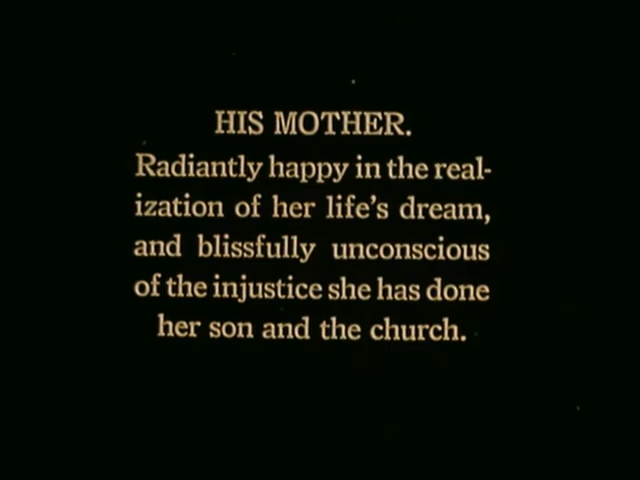 HIS MOTHER.
Radiantly happy in the real-
ization of her life's dream,
and blissfully unconscious
of the injustice she has done
her son and the church.